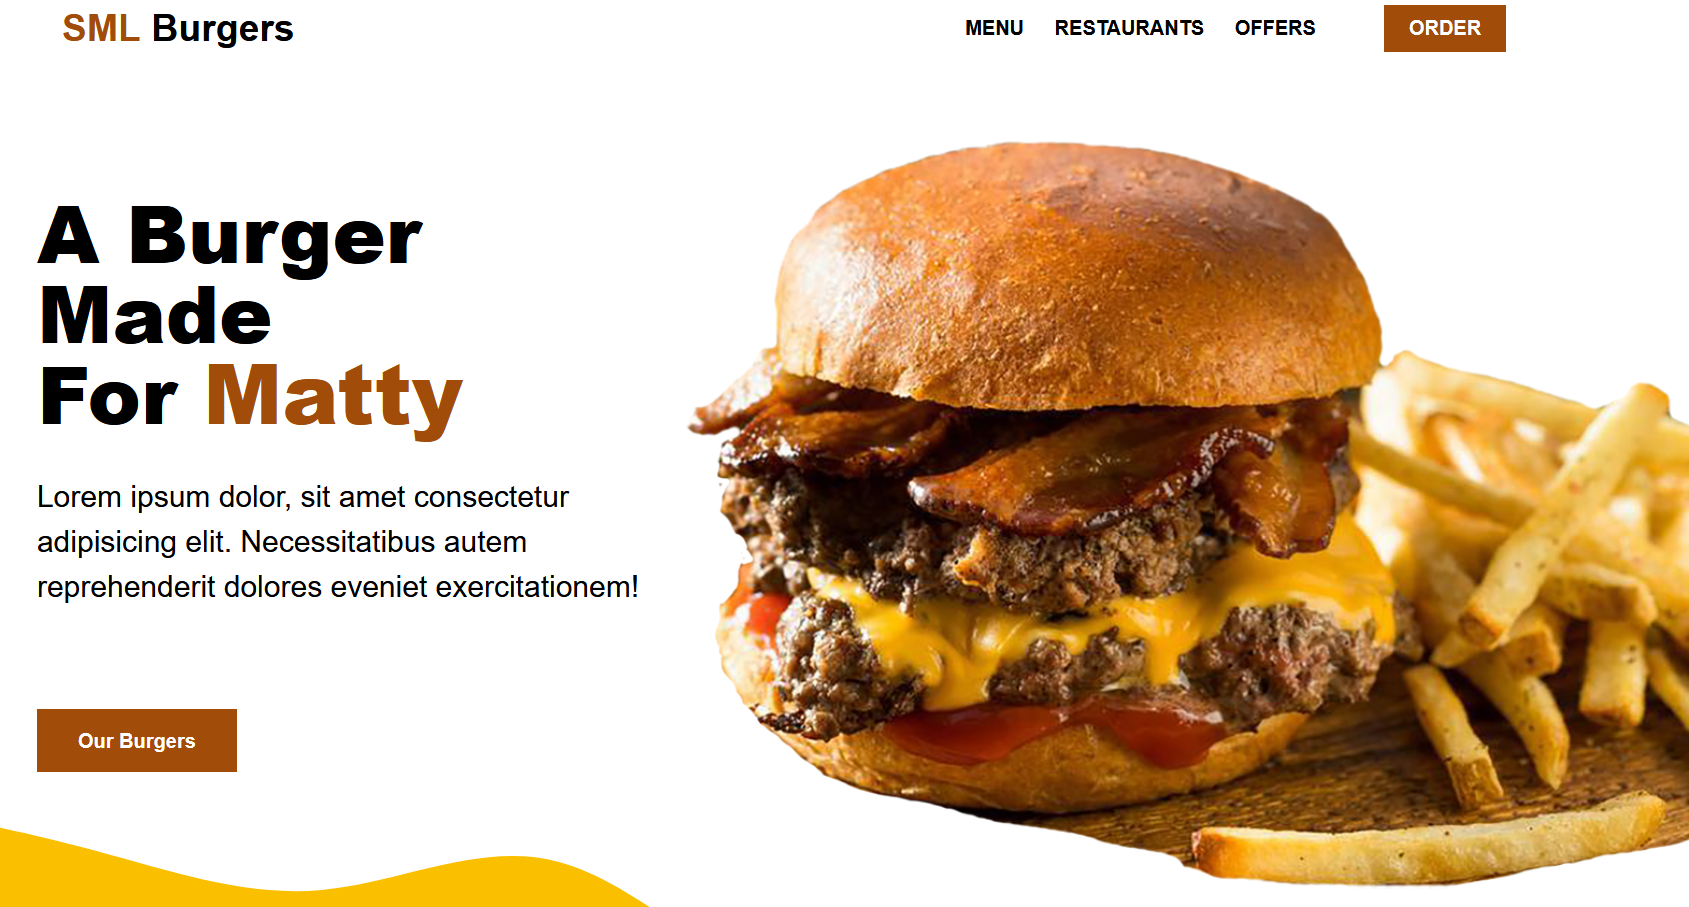 SML Burgers
MENU RESTAURANTS OFFERS ORDER
A Burger
Made
For Matty
Lorem ipsum dolor, sit amet consectetur
adipisicing elit. Necessitatibus autem
reprehenderit dolores eveniet exercitationem!
Our Burgers